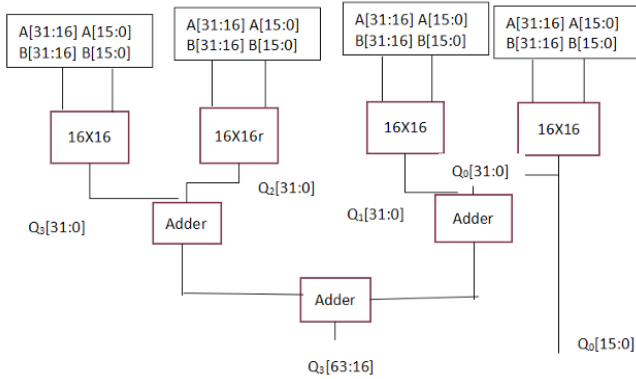 A[31:16] A[15:0]
B[31:16] B[15:0]
A[31:16] A[15:0]
B[31:16] B[15:0]
A[31:16] A[15:0]
B[31:16] B[15:0]
A[31:16] A[15:0]
B[31:16] B[15:0]
16X16
16X16r
16X16
16X16
Q₀[31:0]
Q₂[31:0]
Q₃[31:0]
Adder
Q₁[31:0]
Adder
Adder
Q₀[15:0]
Q₃[63:16]